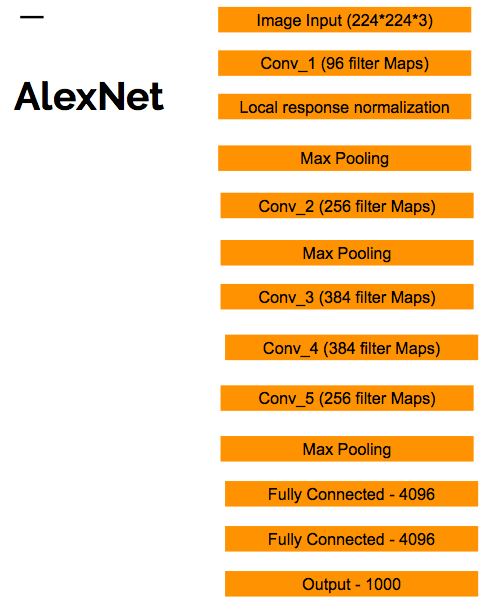 AlexNet
Image Input (224*224*3)
Conv_1 (96 filter Maps)
Local response normalization
Max Pooling
Conv_2 (256 filter Maps)
Max Pooling
Conv_3 (384 filter Maps)
Conv_4 (384 filter Maps)
Conv_5 (256 filter Maps)
Max Pooling
Fully Connected - 4096
Fully Connected - 4096
Output - 1000